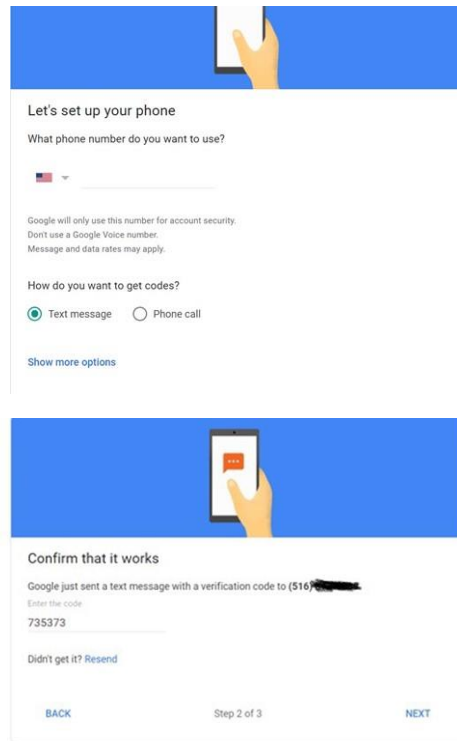 Let's set up your phone
What phone number do you want to use?
Google will only use this number for account security.
Don't use a Google Voice number.
Message and data rates may apply.
How do you want to get codes?
Text message Phone call
Show more options
Confirm that it works
Google just sent a text message with a verification code to (516)
Enter the code
735373
Didn't get it? Resend
BACK Step 2 of 3 NEXT